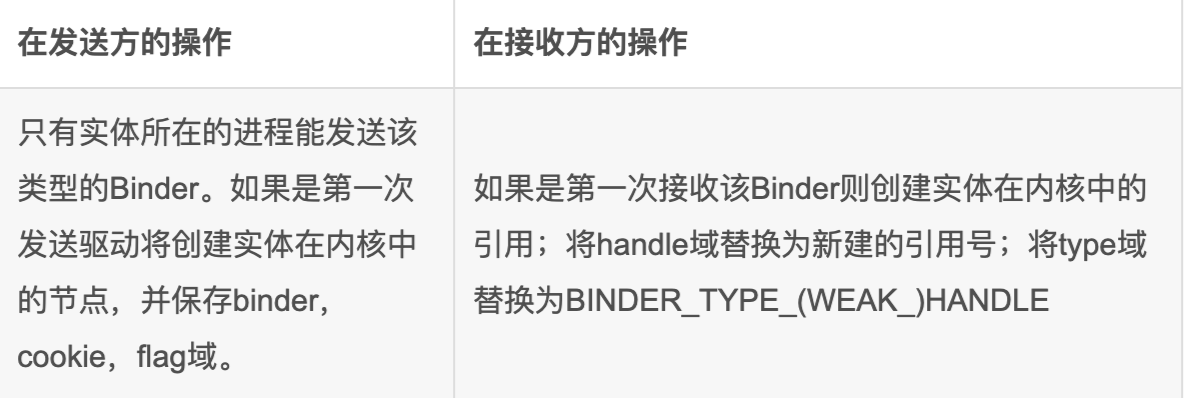 在发送方的操作
在接收方的操作
只有实体所在的进程能发送该
类型的Binder。如果是第一次
发送驱动将创建实体在内核中
的节点，并保存binder，
cookie，flag域。
如果是第一次接收该Binder则创建实体在内核中的
引用；将handle域替换为新建的引用号；将type域
替换为BINDER_TYPE_(WEAK_)HANDLE